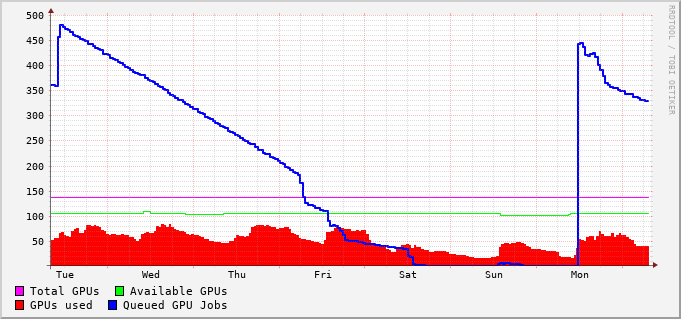 500
450
400
350
300
250
200
150
100
50
Tue Wed Thu Fri Sat Sun Mon
Total GPUs Available GPUs
GPUs used Queued GPU Jobs
RRDTOOL / TOBI OETIKER